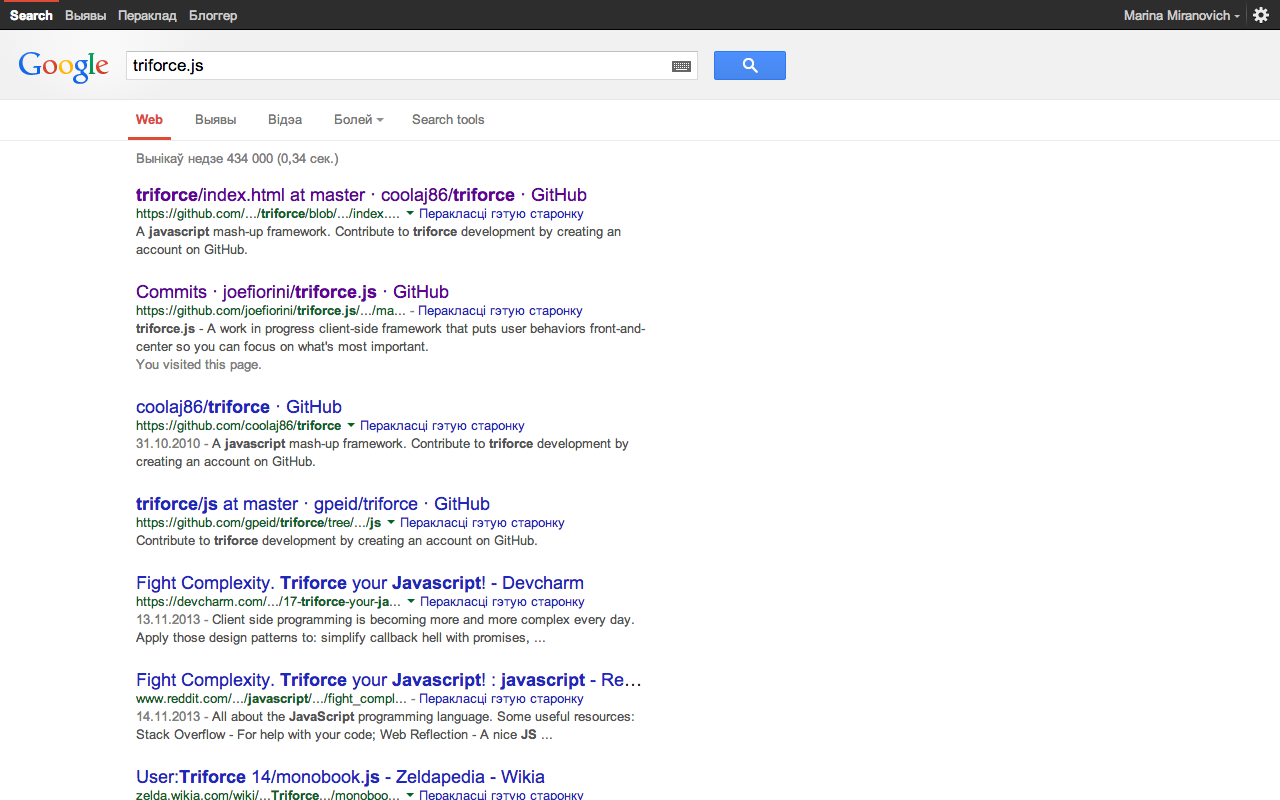 Search Выявы Пераклад Блоггер Marina Miranovich
Google triforce.js
Web Выявы Відэа Болей Search tools
Вынікаў недзе 434 000 (0,34 сек.)
triforce/index.html at master · coolaj86/triforce · GitHub
https://github.com/.../triforce/blob/.../index.... Перакласці гэтую старонку
A javascript mash-up framework. Contribute to triforce development by creating an
account on GitHub.
Commits · joefiorini/triforce.js · GitHub
https://github.com/joefiorini/triforce.js/.../ma... - Перакласці гэтую старонку
triforce.js - A work in progress client-side framework that puts user behaviors front-and-
center so you can focus on what's most important.
You visited this page.
coolaj86/triforce · GitHub
https://github.com/coolaj86/triforce Перакласці гэтую старонку
31.10.2010 - A javascript mash-up framework. Contribute to triforce development by
creating an account on GitHub.
triforce/js at master · gpeid/triforce · GitHub
https://github.com/gpeid/triforce/tree/.../js Перакласці гэтую старонку
Contribute to triforce development by creating an account on GitHub.
Fight Complexity. Triforce your Javascript! - Devcharm
https://devcharm.com/.../17-triforce-your-ja... Перакласці гэтую старонку
13.11.2013 - Client side programming is becoming more and more complex every day.
Apply those design patterns to: simplify callback hell with promises, ...
Fight Complexity. Triforce your Javascript! : javascript - Re...
www.reddit.com/.../javascript/.../fight_compl... - Перакласці гэтую старонку
14.11.2013 - All about the JavaScript programming language. Some useful resources:
Stack Overflow - For help with your code; Web Reflection - A nice JS ...
User:Triforce 14/monobook.js - Zeldapedia - Wikia
zelda.wikia.com/wiki/...Triforce.../monoboo... Перакласці гэтую старонку